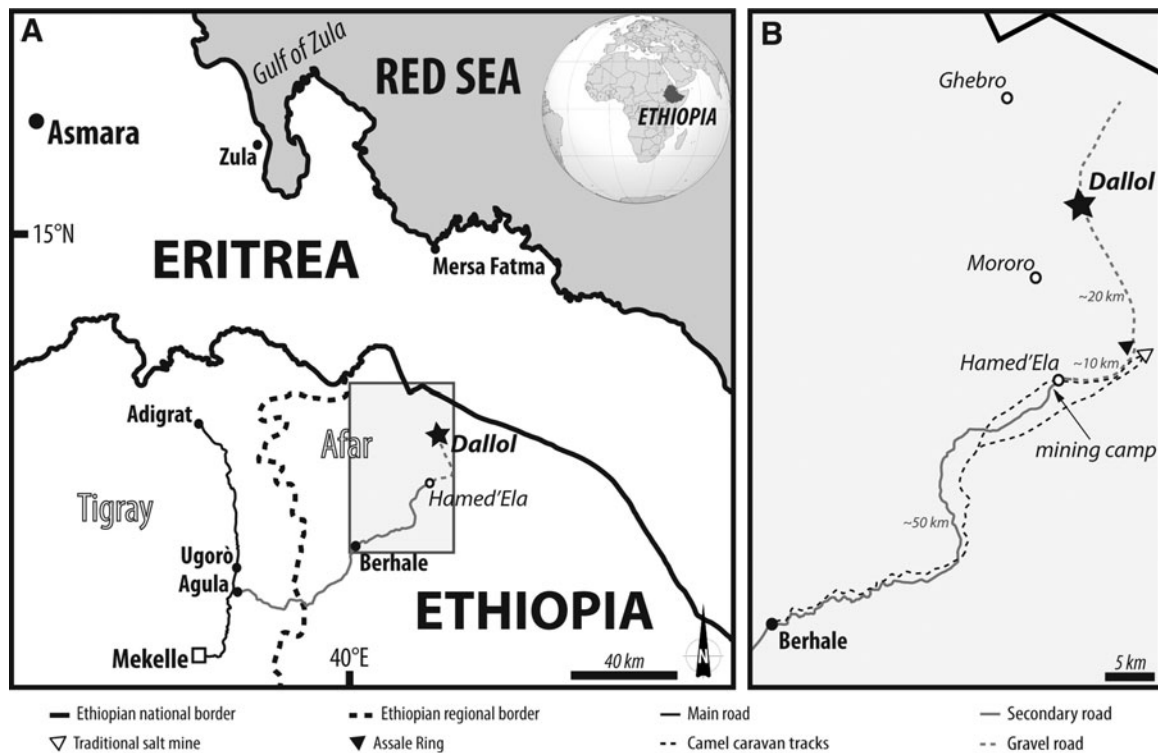 A
Gulf of Zula
RED SEA
ETHIOPIA
Asmara
Zula
15°N
ERITREA
Mersa Fatma
Adigrat
Afar
Dallol
Tigray
Hamed'Ela
Ugorò
Agula
Berhale
ETHIOPIA
Mekelle
40°E
40 km
N
B
Ghebro
Dallol
Mororo
~20 km
Hamed'Ela
~10 km
mining camp
~50 km
Berhale
5 km
Ethiopian national border
Ethiopian regional border
Main road
Secondary road
Traditional salt mine
Assale Ring
Camel caravan tracks
Gravel road